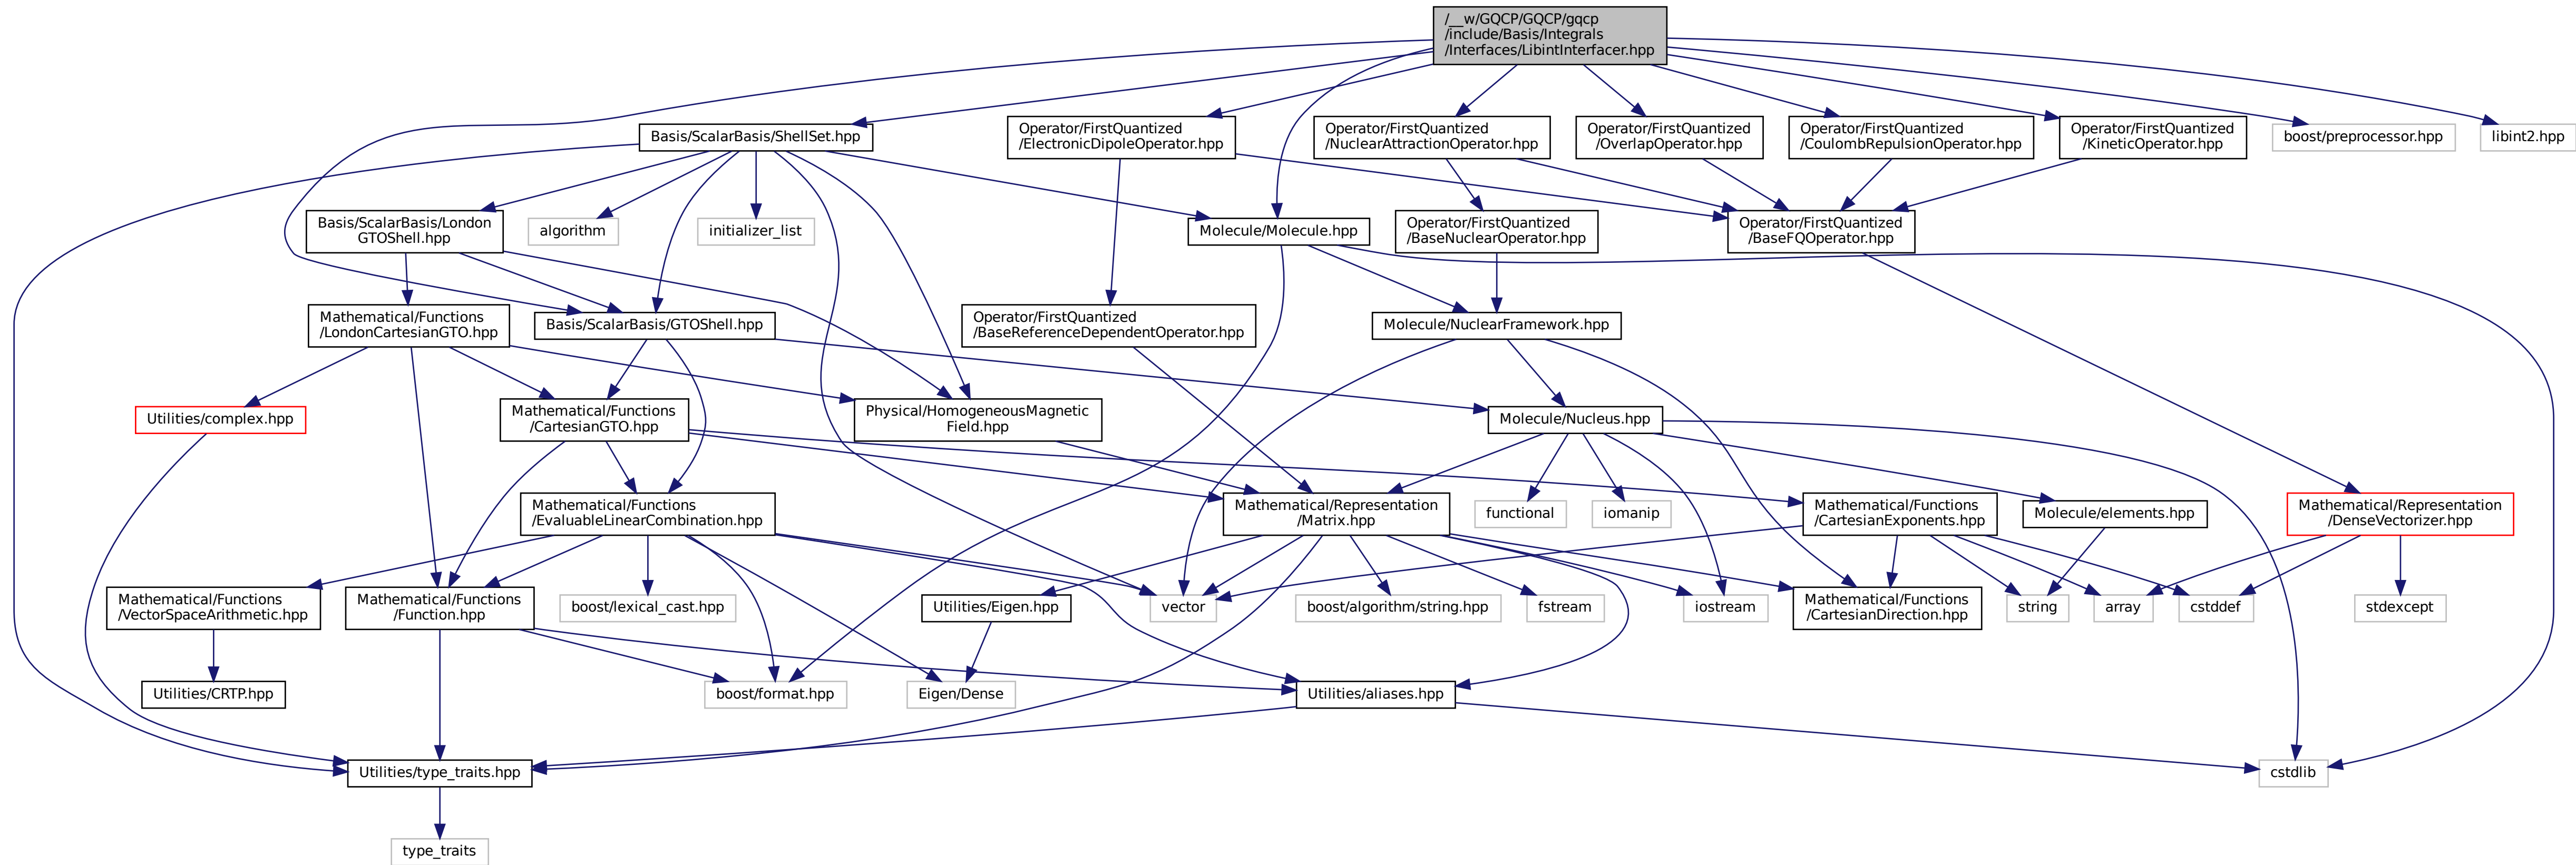 /__w/GQCP/GQCP/gqcp
/include/Basis/Integrals
/Interfaces/LibintInterfacer.hpp
Basis/ScalarBasis/ShellSet.hpp
Operator/FirstQuantized
/ElectronicDipoleOperator.hpp
Operator/FirstQuantized
/NuclearAttractionOperator.hpp
Operator/FirstQuantized
/OverlapOperator.hpp
Operator/FirstQuantized
/CoulombRepulsionOperator.hpp
Operator/FirstQuantized
/KineticOperator.hpp
boost/preprocessor.hpp
libint2.hpp
Basis/ScalarBasis/London
GTOShell.hpp
algorithm
initializer_list
Molecule/Molecule.hpp
Operator/FirstQuantized
/BaseNuclearOperator.hpp
Operator/FirstQuantized
/BaseFQOperator.hpp
Mathematical/Functions
/LondonCartesianGTO.hpp
Basis/ScalarBasis/GTOShell.hpp
Operator/FirstQuantized
/BaseReferenceDependentOperator.hpp
Molecule/NuclearFramework.hpp
Utilities/complex.hpp
Mathematical/Functions
/CartesianGTO.hpp
Physical/HomogeneousMagnetic
Field.hpp
Molecule/Nucleus.hpp
Mathematical/Functions
/EvaluableLinearCombination.hpp
Mathematical/Representation
/Matrix.hpp
functional
iomanip
Mathematical/Functions
/CartesianExponents.hpp
Molecule/elements.hpp
Mathematical/Representation
/DenseVectorizer.hpp
Mathematical/Functions
/VectorSpaceArithmetic.hpp
Mathematical/Functions
/Function.hpp
boost/lexical_cast.hpp
Utilities/Eigen.hpp
vector
boost/algorithm/string.hpp
fstream
iostream
Mathematical/Functions
/CartesianDirection.hpp
string
array
cstddef
stdexcept
Utilities/CRTP.hpp
boost/format.hpp
Eigen/Dense
Utilities/aliases.hpp
Utilities/type_traits.hpp
cstdlib
type_traits